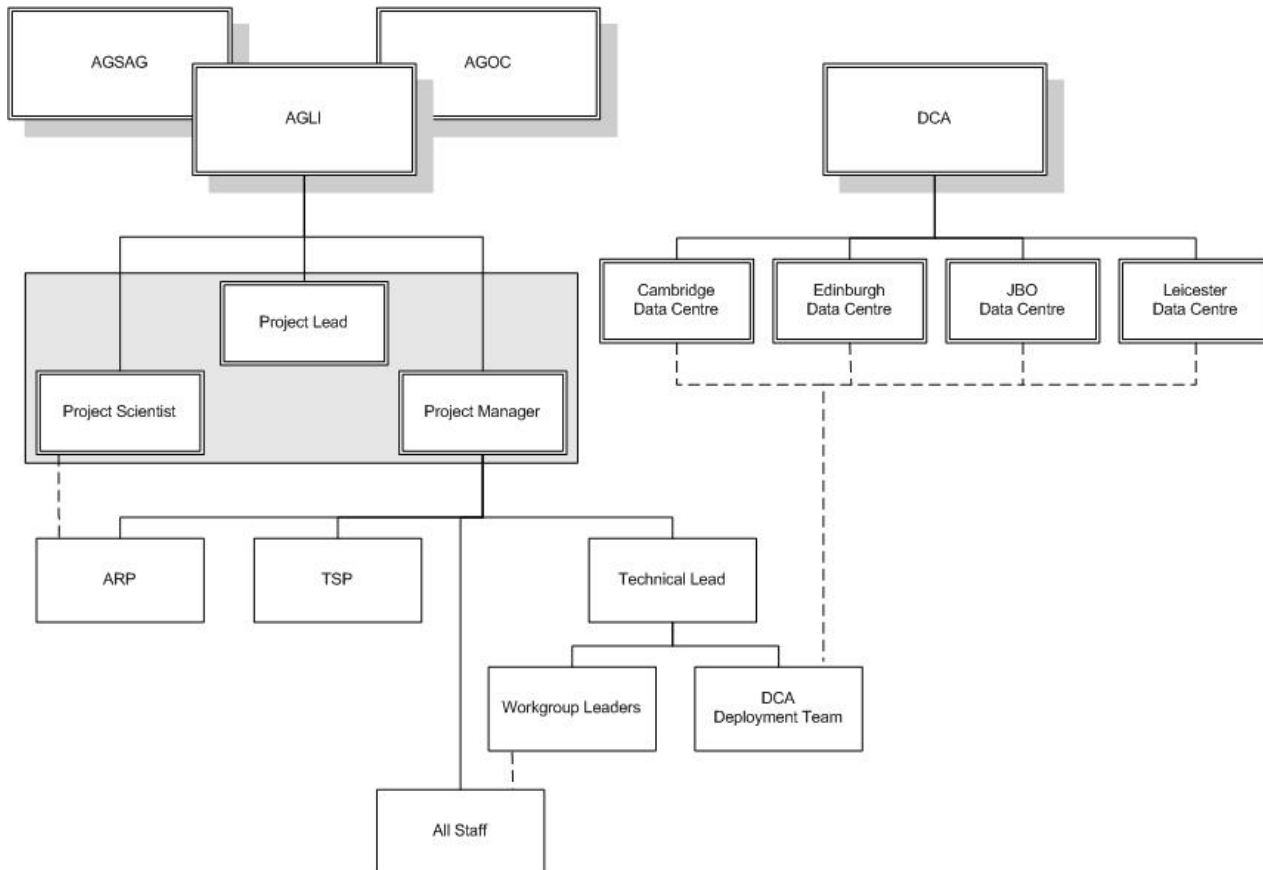 AGSAG
AGOC
AGLI
DCA
Cambridge
Data Centre
Edinburgh
Data Centre
JBO
Data Centre
Leicester
Data Centre
Project Lead
Project Scientist
Project Manager
ARP
TSP
Technical Lead
Workgroup Leaders
DCA
Deployment Team
All Staff